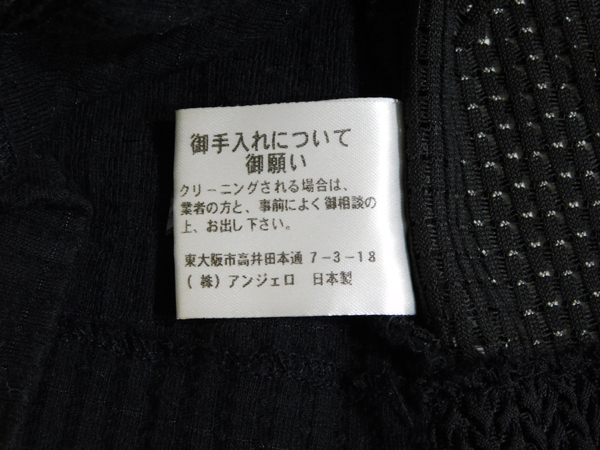 御手入れについて
御願い
クリーニングされる場合は、
業者の方と、事前によく御相談の
上、お出し下さい。
東大阪市高井田本通 7-3-18
(株) アンジェロ 日本製